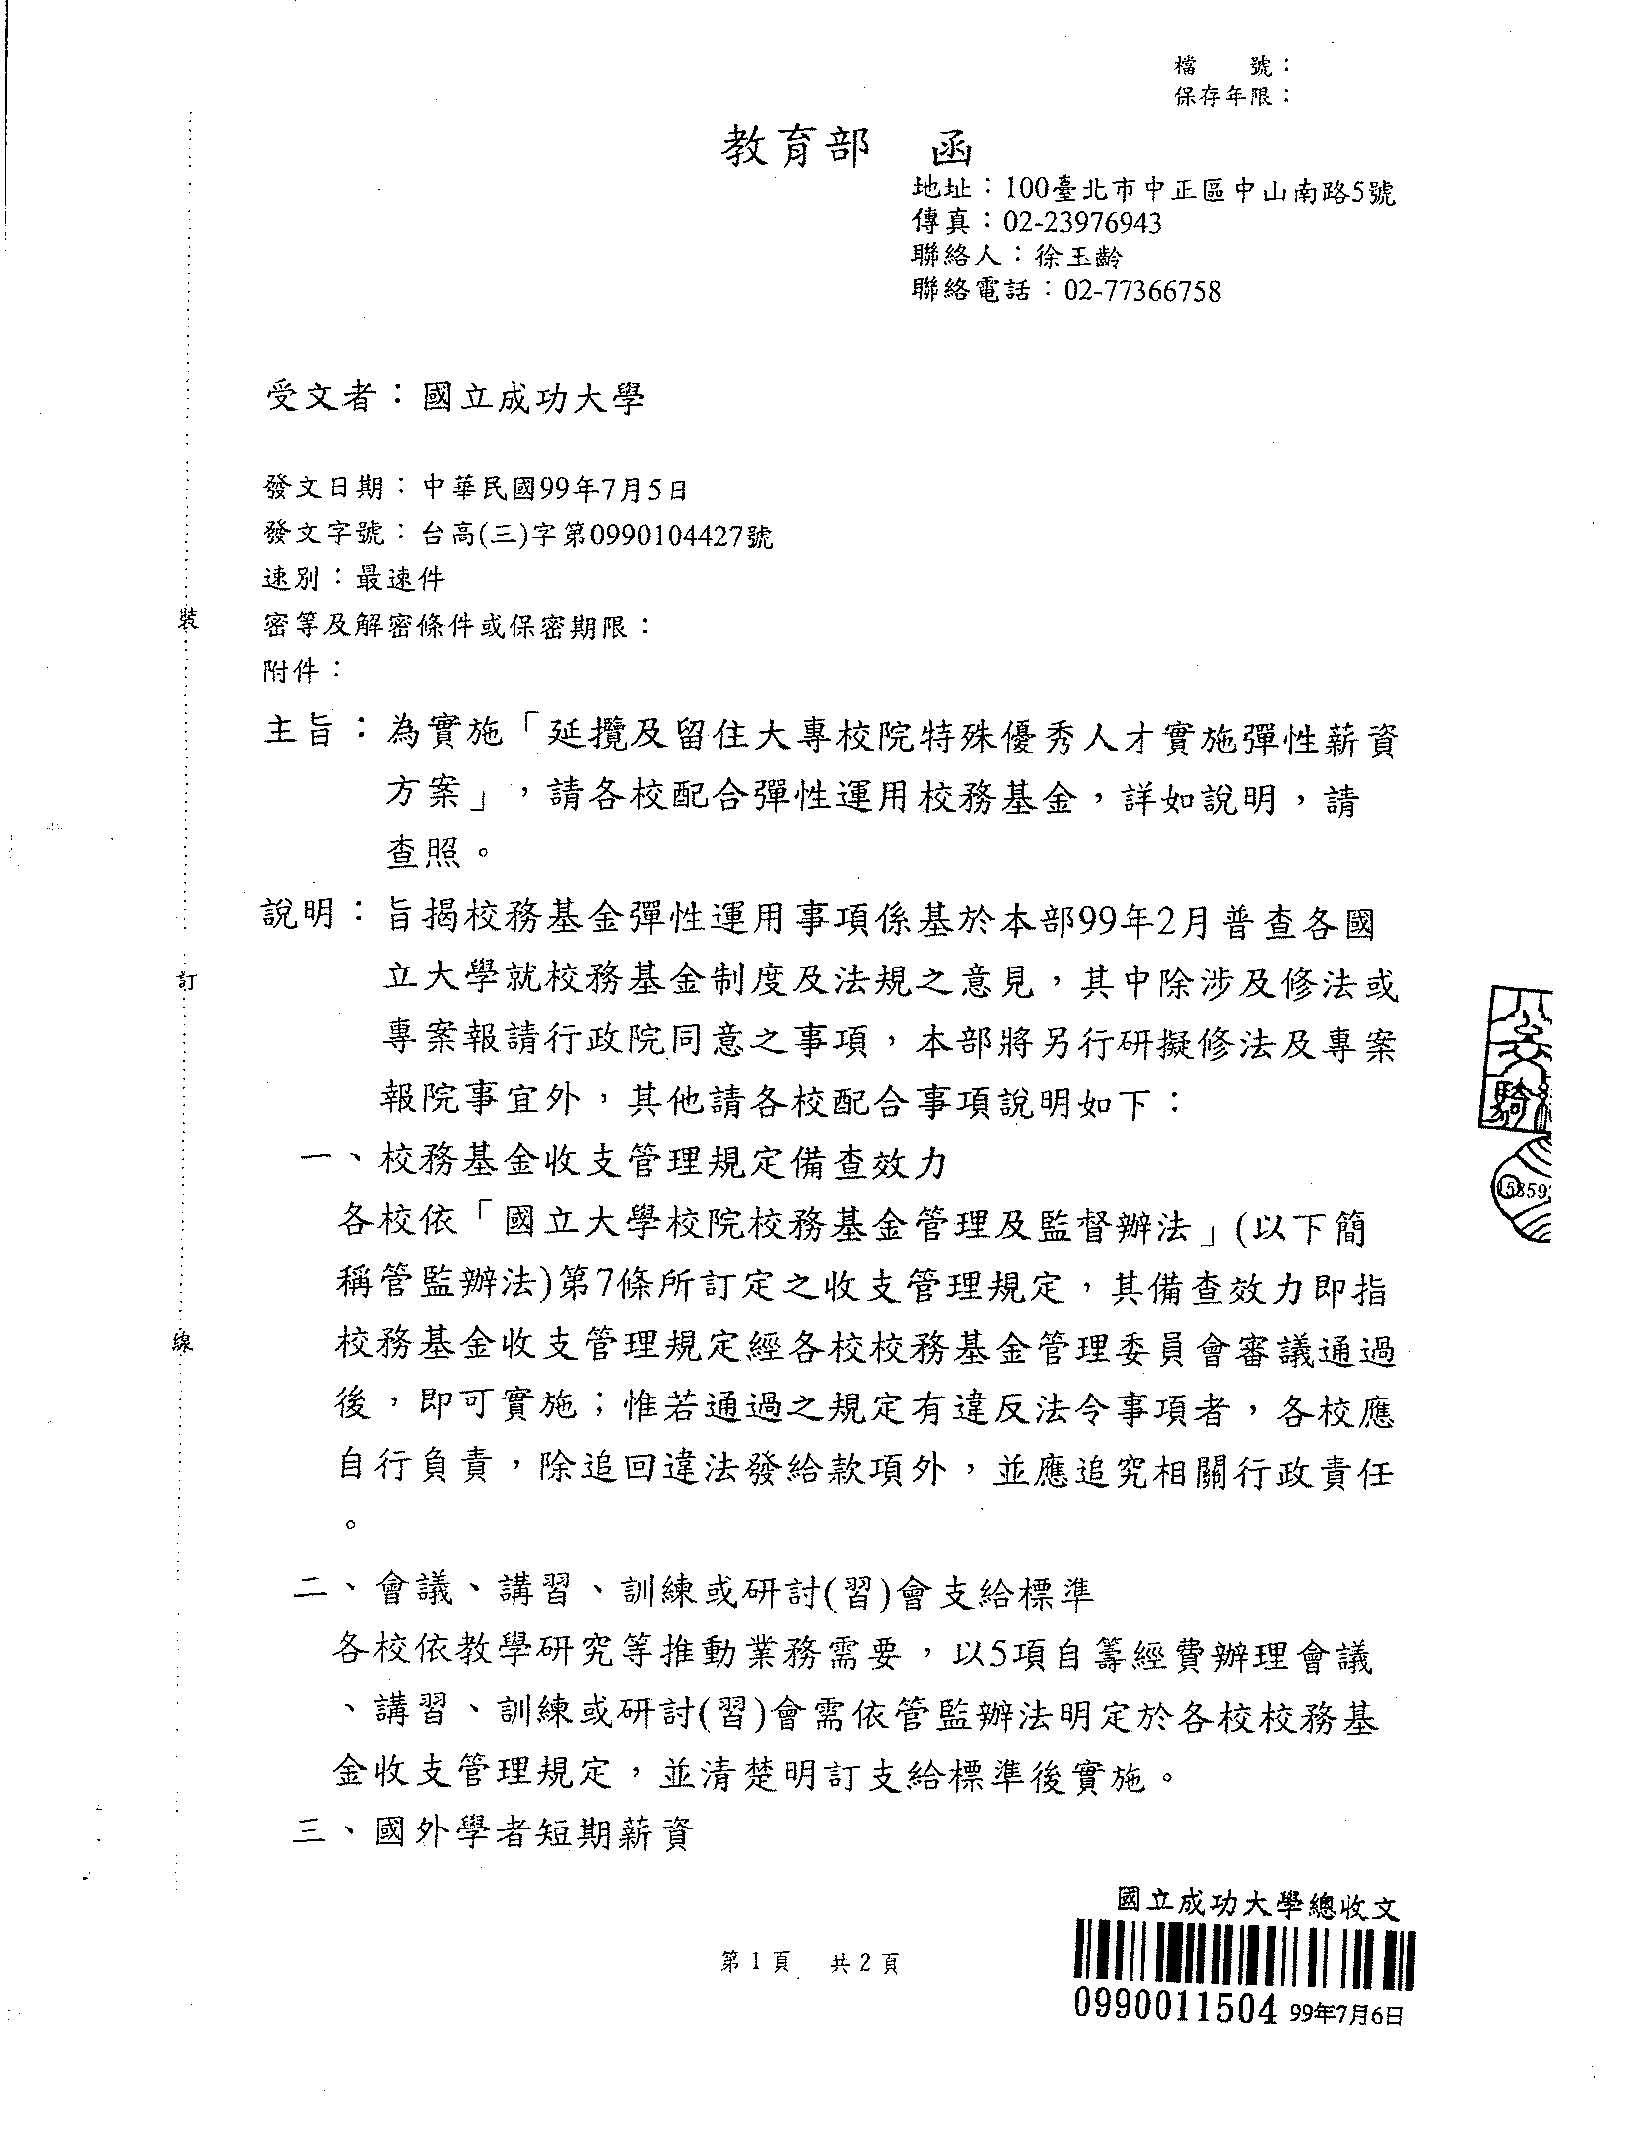 檔　　號：
保存年限：
教育部　函
地址：100臺北市中正區中山南路5號
傳真：02-23976943
聯絡人：徐玉齡
聯絡電話：02-77366758
受文者：國立成功大學
發文日期：中華民國99年7月5日
發文字號：台高(三)字第0990104427號
速別：最速件
密等及解密條件或保密期限：
附件：
主旨：為實施「延攬及留住大專校院特殊優秀人才實施彈性薪資
方案」，請各校配合彈性運用校務基金，詳如說明，請
查照。
說明：旨揭校務基金彈性運用事項係基於本部99年2月普查各國
立大學就校務基金制度及法規之意見，其中除涉及修法或
專案報請行政院同意之事項，本部將另行研擬修法及專案
報院事宜外，其他請各校配合事項說明如下：
一、校務基金收支管理規定備查效力
各校依「國立大學校院校務基金管理及監督辦法」(以下簡
稱管監辦法)第7條所訂定之收支管理規定，其備查效力即指
校務基金收支管理規定經各校校務基金管理委員會審議通過
後，即可實施；惟若通過之規定有違反法令事項者，各校應
自行負責，除追回違法發給款項外，並應追究相關行政責任
。
二、會議、講習、訓練或研討(習)會支給標準
各校依教學研究等推動業務需要，以5項自籌經費辦理會議
、講習、訓練或研討(習)會需依管監辦法明定於各校校務基
金收支管理規定，並清楚明訂支給標準後實施。
三、國外學者短期薪資
裝
訂
線
騎
國立成功大學總收文
第1頁　共2頁
0990011504 99年7月6日